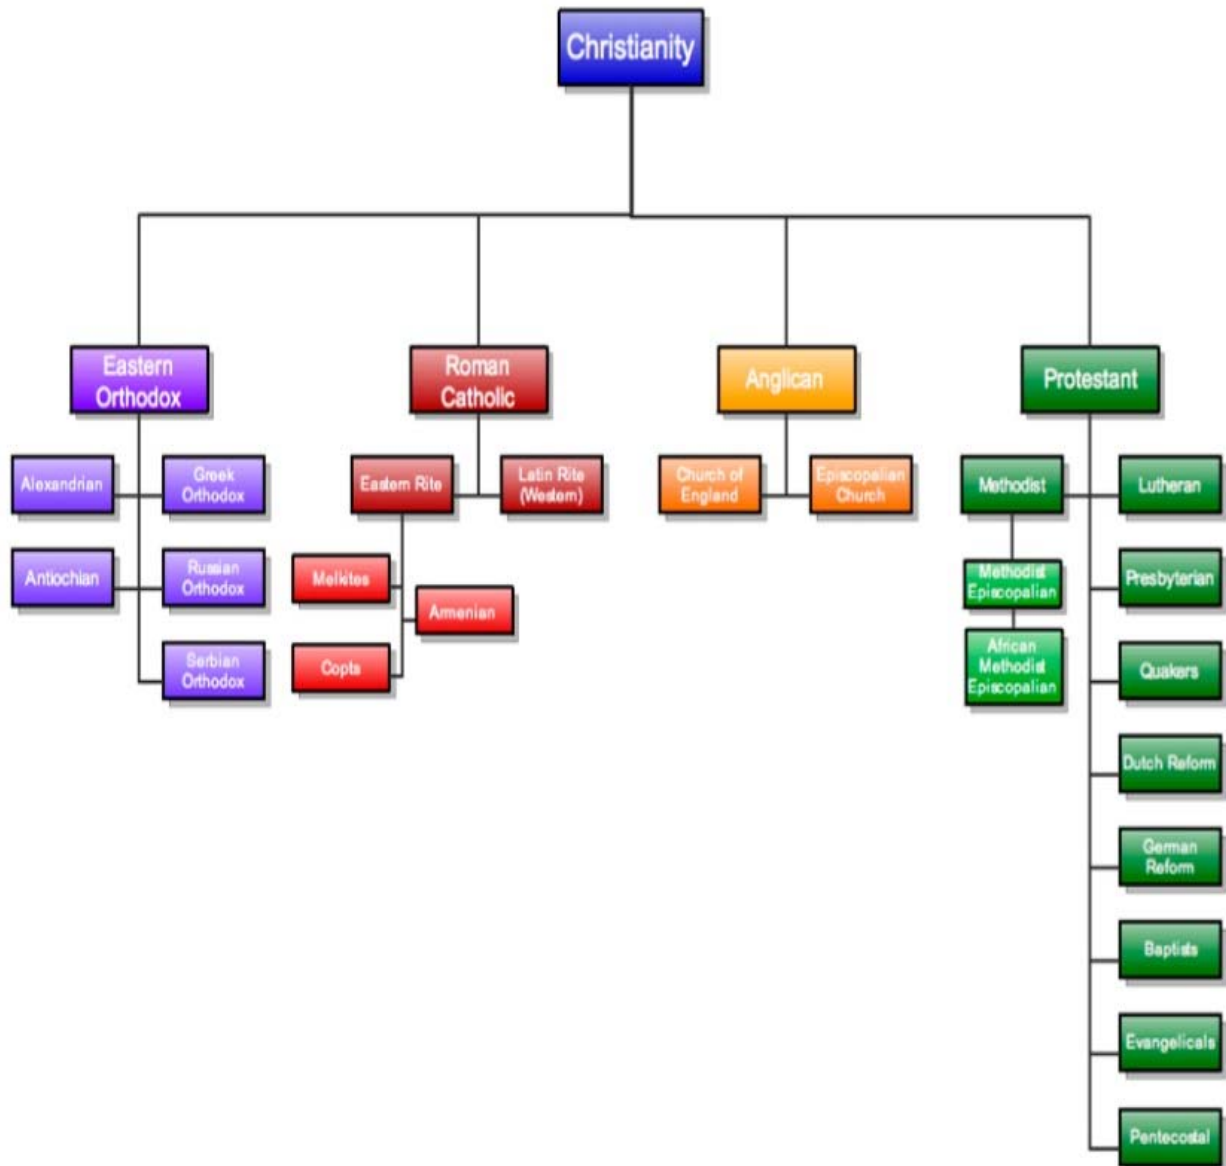 Christianity
Eastern
Orthodox
Roman
Catholic
Anglican
Protestant
Alexandrian
Greek
Orthodox
Antiochian
Russian
Orthodox
Serbian
Orthodox
Eastern Rite
Latin Rite
(Western)
Melkites
Armenian
Copts
Church of
England
Episcopalian
Church
Methodist
Methodist
Episcopalian
African
Methodist
Episcopalian
Lutheran
Presbyterian
Quakers
Dutch Reform
German
Reform
Baptists
Evangelicals
Pentecostal